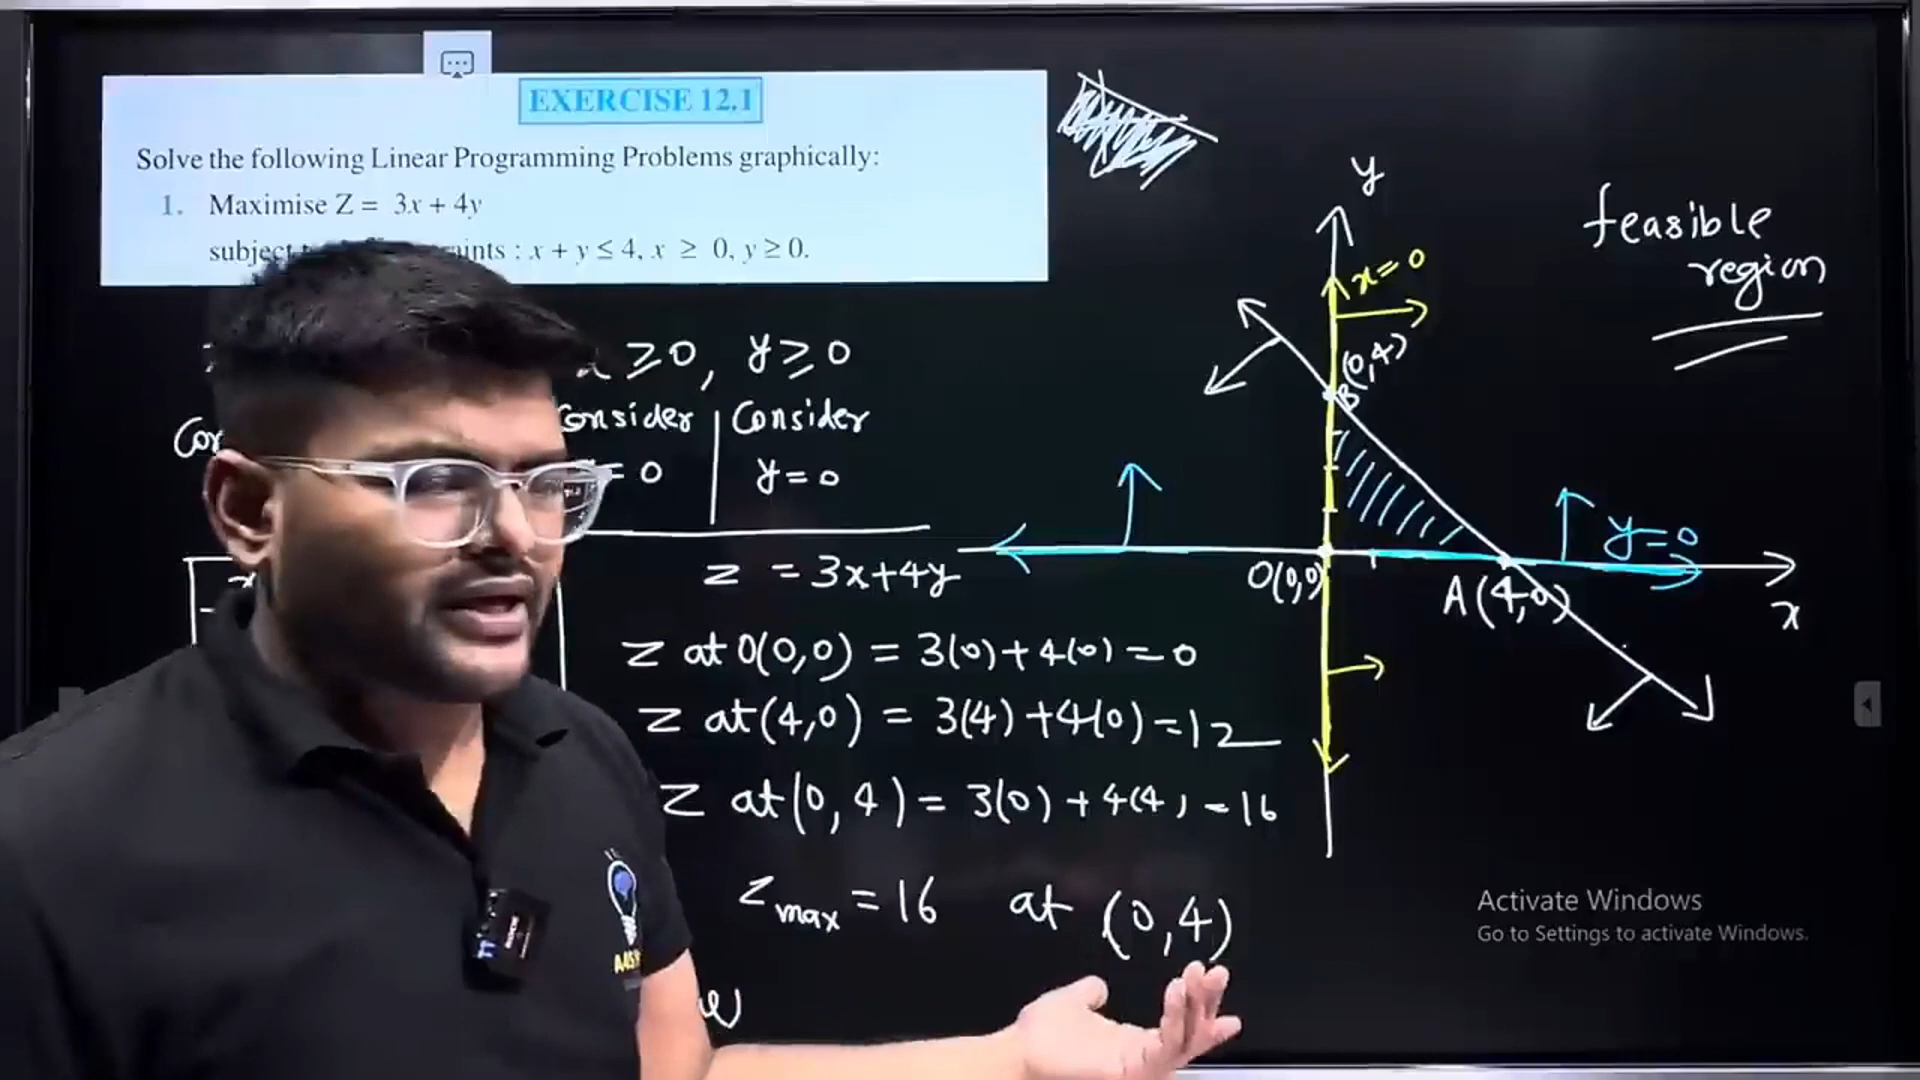 EXERCISE 12.1
Solve the following Linear Programming Problems graphically:
1. Maximise Z = 3x + 4y
subject : x + y ≤ 4, x ≥ 0, y ≥ 0.
≥0, y≥0
Consider
Consider
= 0
y=0
z = 3x+4y
z at O(0,0) = 3(0)+4(0)=0
z at (4,0) = 3(4)+4(0)=12
z at (0,4) = 3(0)+4(4)=16
z max = 16 at (0,4)
y
x=0
feasible
region
B(0,4)
y=0
O(0,0)
A(4,0)
x
Activate Windows
Go to Settings to activate Windows.